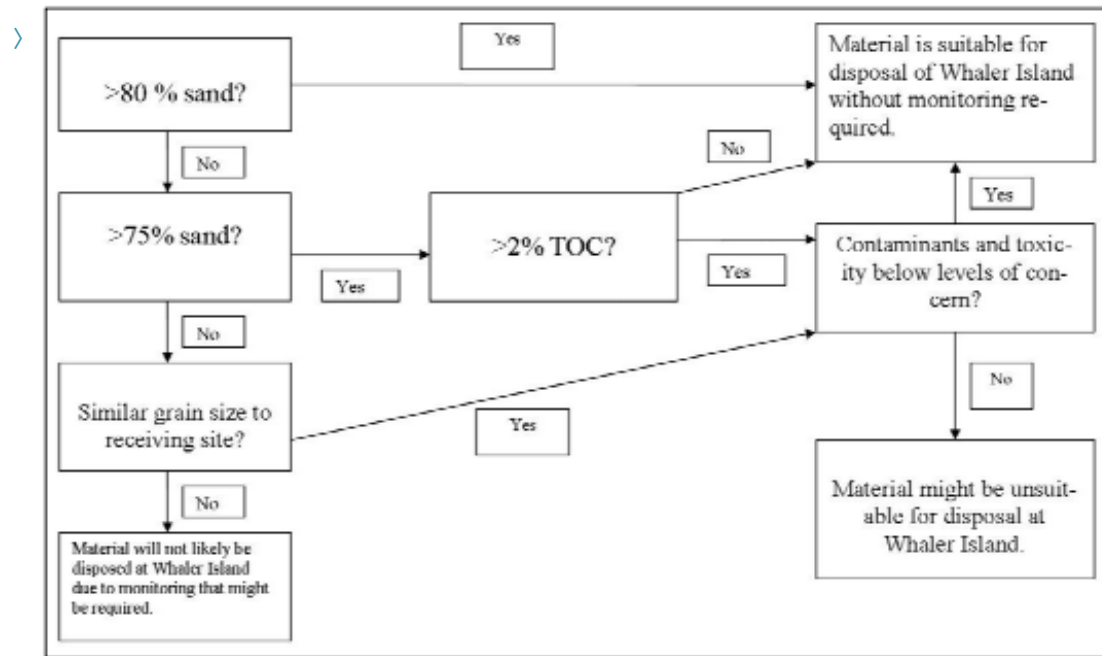 Yes
>80 % sand?
Material is suitable for
disposal of Whaler Island
without monitoring re-
quired.
No
No
>75% sand?
Yes
>2% TOC?
Yes
Yes
Contaminants and toxic-
ity below levels of con-
cern?
No
Similar grain size to
receiving site?
Yes
No
No
Material will not likely be
disposed at Whaler Island
due to monitoring that might
be required.
Material might be unsuit-
able for disposal at
Whaler Island.